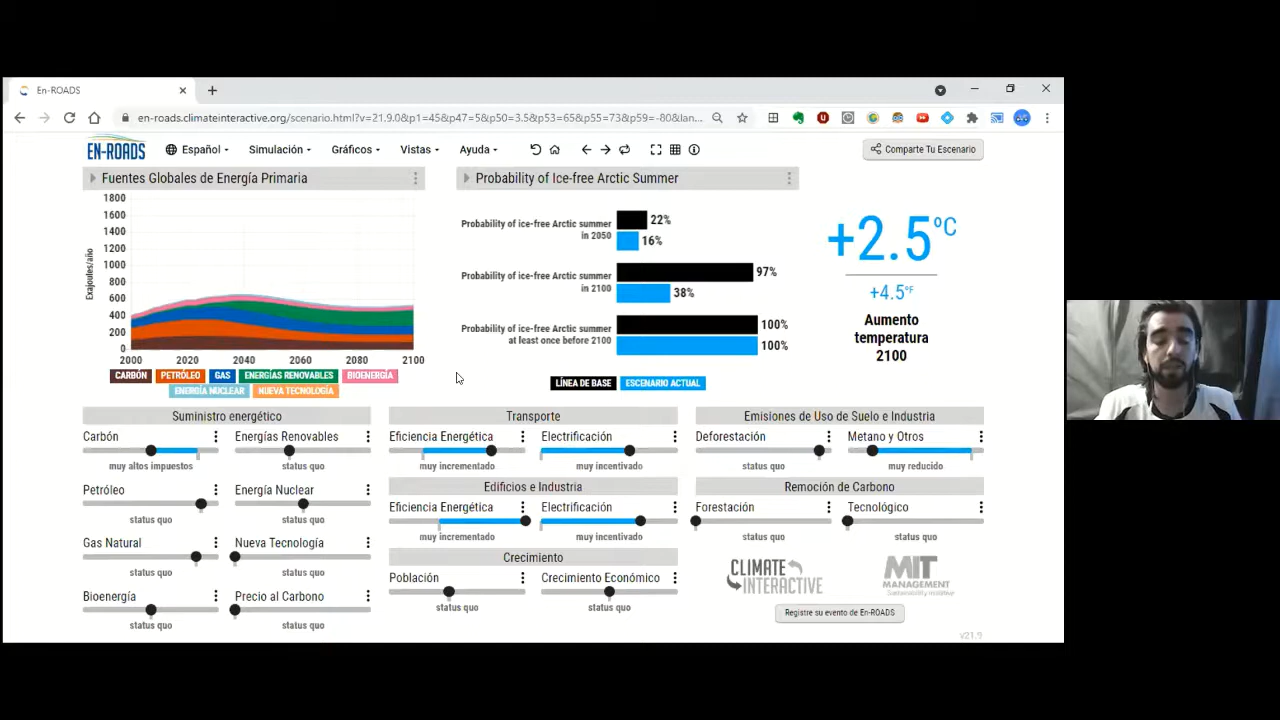 En-ROADS
en-roads.climateinteractive.org/scenario.html?v=21.9.0&p1=45&p47=5&p50=3.5&p53=65&p55=73&p59=-80&lan...
EN-ROADS
Español
Simulación
Gráficos
Vistas
Ayuda
Comparte Tu Escenario
Fuentes Globales de Energía Primaria
Exajoules/año
1800
1600
1400
1200
1000
800
600
400
200
0
2000 2020 2040 2060 2080 2100
CARBÓN PETRÓLEO GAS ENERGÍAS RENOVABLES BIOENERGÍA
ENERGÍA NUCLEAR NUEVA TECNOLOGÍA
Probability of Ice-free Arctic Summer
Probability of ice-free Arctic summer
in 2050
22%
16%
Probability of ice-free Arctic summer
in 2100
97%
38%
Probability of ice-free Arctic summer
at least once before 2100
100%
100%
LÍNEA DE BASE ESCENARIO ACTUAL
+2.5°C
+4.5°F
Aumento
temperatura
2100
Suministro energético
Carbón
muy altos impuestos
Energías Renovables
status quo
Petróleo
status quo
Energía Nuclear
status quo
Gas Natural
status quo
Nueva Tecnología
status quo
Bioenergía
status quo
Precio al Carbono
status quo
Transporte
Eficiencia Energética
muy incrementado
Electrificación
muy incentivado
Edificios e Industria
Eficiencia Energética
muy incrementado
Electrificación
muy incentivado
Crecimiento
Población
status quo
Crecimiento Económico
status quo
Emisiones de Uso de Suelo e Industria
Deforestación
status quo
Metano y Otros
muy reducido
Remoción de Carbono
Forestación
status quo
Tecnológico
status quo
CLIMATE
INTERACTIVE
MIT
MANAGEMENT
Sustainability Initiative
Registre su evento de En-ROADS
v21.9